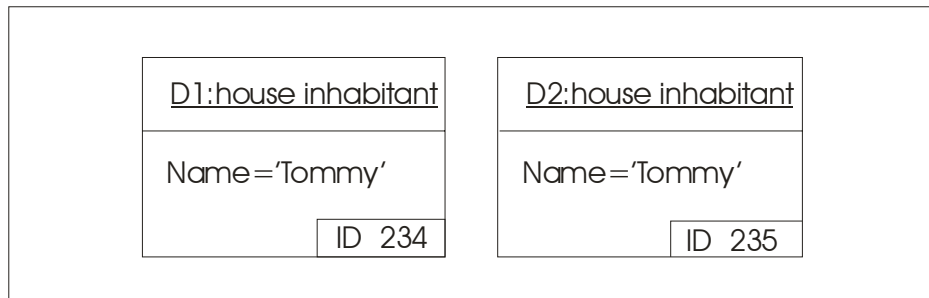 D1:house inhabitant
Name='Tommy'
ID 234
D2:house inhabitant
Name='Tommy'
ID 235